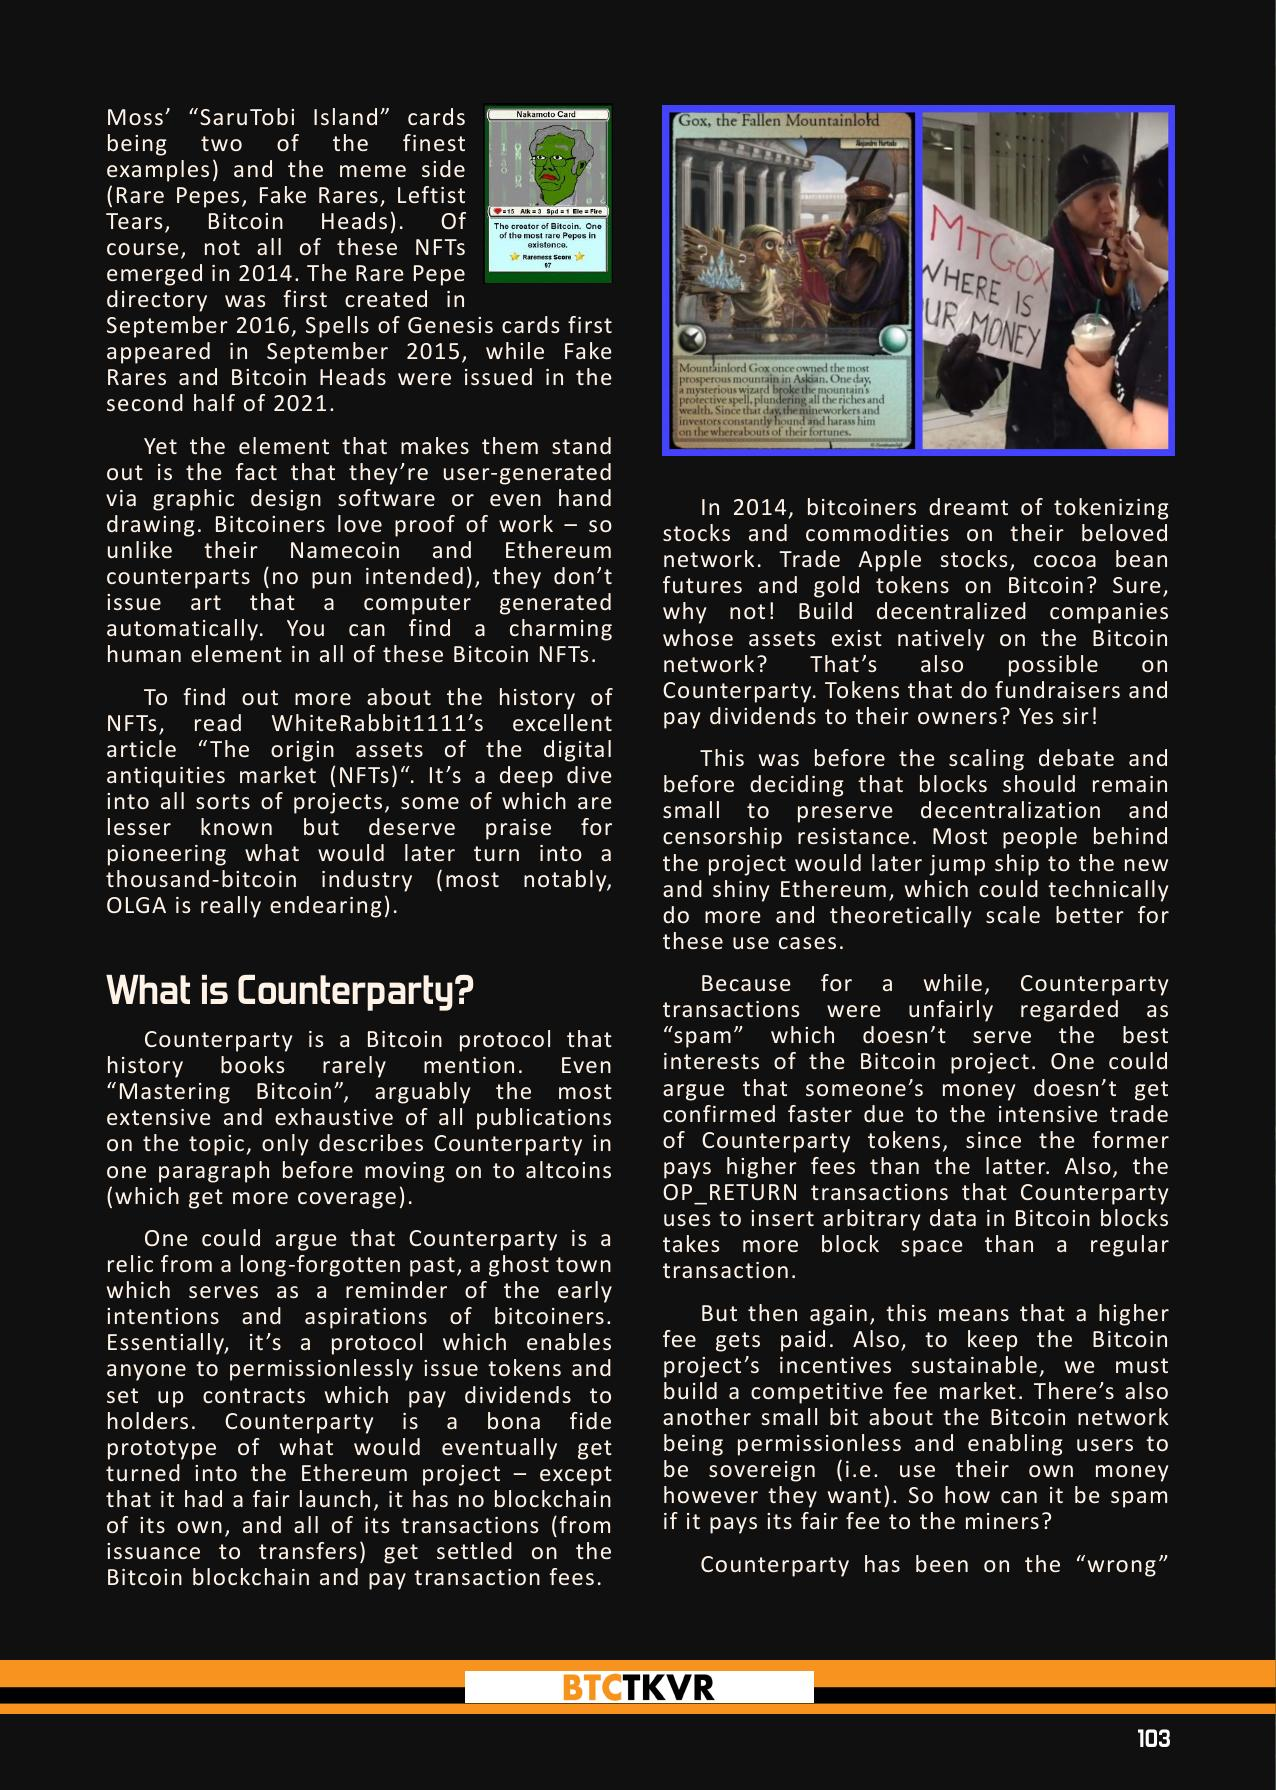 Moss’ “SaruTobi Island” cards
being two of the finest
examples) and the meme side
(Rare Pepes, Fake Rares, Leftist
Tears, Bitcoin Heads). Of
course, not all of these NFTs
emerged in 2014. The Rare Pepe
directory was first created in
September 2016, Spells of Genesis cards first
appeared in September 2015, while Fake
Rares and Bitcoin Heads were issued in the
second half of 2021.
Nakamoto Card
=15 Atk = 3 Spd = 1 Ele = Fire
The creator of Bitcoin. One
of the most rare Pepes in
existence.
Rareness Score
97
Yet the element that makes them stand
out is the fact that they’re user-generated
via graphic design software or even hand
drawing. Bitcoiners love proof of work – so
unlike their Namecoin and Ethereum
counterparts (no pun intended), they don’t
issue art that a computer generated
automatically. You can find a charming
human element in all of these Bitcoin NFTs.
To find out more about the history of
NFTs, read WhiteRabbit1111’s excellent
article “The origin assets of the digital
antiquities market (NFTs)“. It’s a deep dive
into all sorts of projects, some of which are
lesser known but deserve praise for
pioneering what would later turn into a
thousand-bitcoin industry (most notably,
OLGA is really endearing).
What is Counterparty?
Counterparty is a Bitcoin protocol that
history books rarely mention. Even
“Mastering Bitcoin”, arguably the most
extensive and exhaustive of all publications
on the topic, only describes Counterparty in
one paragraph before moving on to altcoins
(which get more coverage).
One could argue that Counterparty is a
relic from a long-forgotten past, a ghost town
which serves as a reminder of the early
intentions and aspirations of bitcoiners.
Essentially, it’s a protocol which enables
anyone to permissionlessly issue tokens and
set up contracts which pay dividends to
holders. Counterparty is a bona fide
prototype of what would eventually get
turned into the Ethereum project – except
that it had a fair launch, it has no blockchain
of its own, and all of its transactions (from
issuance to transfers) get settled on the
Bitcoin blockchain and pay transaction fees.
Gox, the Fallen Mountainlord
Alejandro Hurtado
Mountainlord Gox once owned the most
prosperous mountain in Askian. One day,
a mysterious wizard broke the mountain's
protective spell, plundering all the riches and
wealth. Since that day, the mineworkers and
investors constantly hound and harass him
on the whereabouts of their fortunes.
MTGOX
WHERE IS
UR MONEY
In 2014, bitcoiners dreamt of tokenizing
stocks and commodities on their beloved
network. Trade Apple stocks, cocoa bean
futures and gold tokens on Bitcoin? Sure,
why not! Build decentralized companies
whose assets exist natively on the Bitcoin
network? That’s also possible on
Counterparty. Tokens that do fundraisers and
pay dividends to their owners? Yes sir!
This was before the scaling debate and
before deciding that blocks should remain
small to preserve decentralization and
censorship resistance. Most people behind
the project would later jump ship to the new
and shiny Ethereum, which could technically
do more and theoretically scale better for
these use cases.
Because for a while, Counterparty
transactions were unfairly regarded as
“spam” which doesn’t serve the best
interests of the Bitcoin project. One could
argue that someone’s money doesn’t get
confirmed faster due to the intensive trade
of Counterparty tokens, since the former
pays higher fees than the latter. Also, the
OP_RETURN transactions that Counterparty
uses to insert arbitrary data in Bitcoin blocks
takes more block space than a regular
transaction.
But then again, this means that a higher
fee gets paid. Also, to keep the Bitcoin
project’s incentives sustainable, we must
build a competitive fee market. There’s also
another small bit about the Bitcoin network
being permissionless and enabling users to
be sovereign (i.e. use their own money
however they want). So how can it be spam
if it pays its fair fee to the miners?
Counterparty has been on the “wrong”
BTCTKVR
103